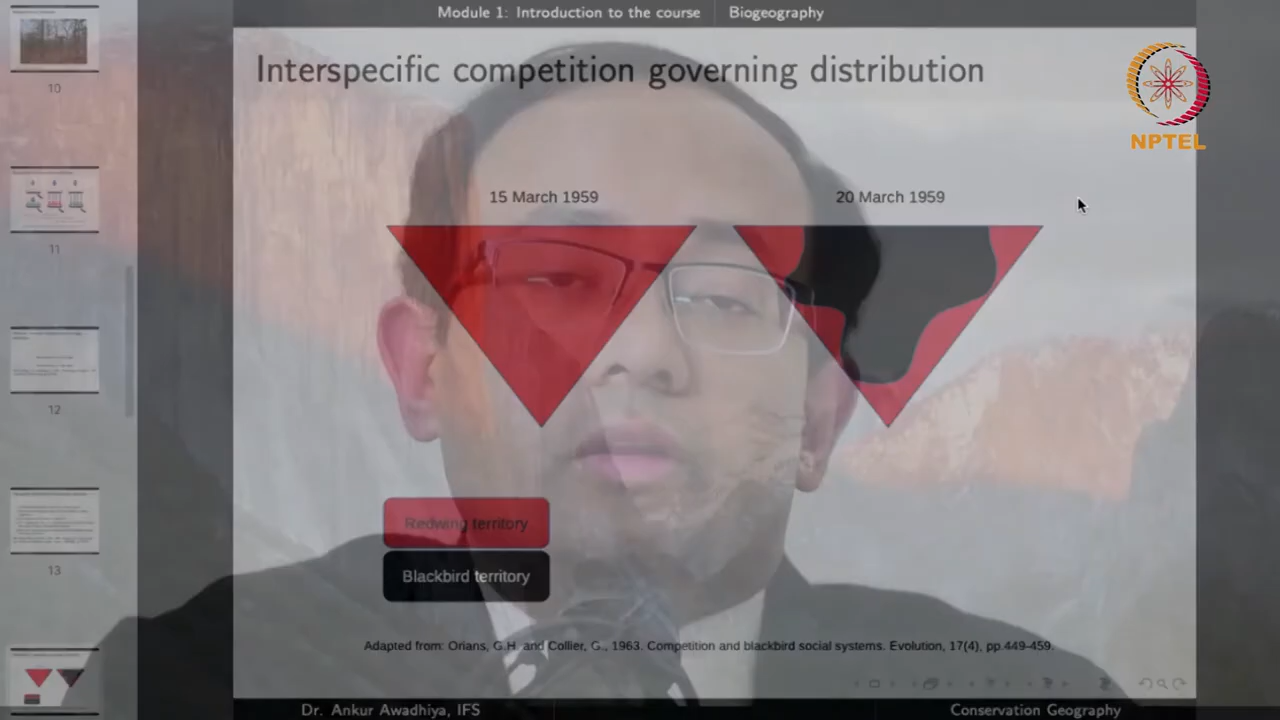 Module 1: Introduction to the course Biogeography
Interspecific competition governing distribution
NPTEL
15 March 1959 20 March 1959
10
11
12
13
Redwing territory
Blackbird territory
Adapted from: Orians, G.H. and Collier, G., 1963. Competition and blackbird social systems. Evolution, 17(4), pp.449-459.
Dr. Ankur Awadhiya, IFS Conservation Geography